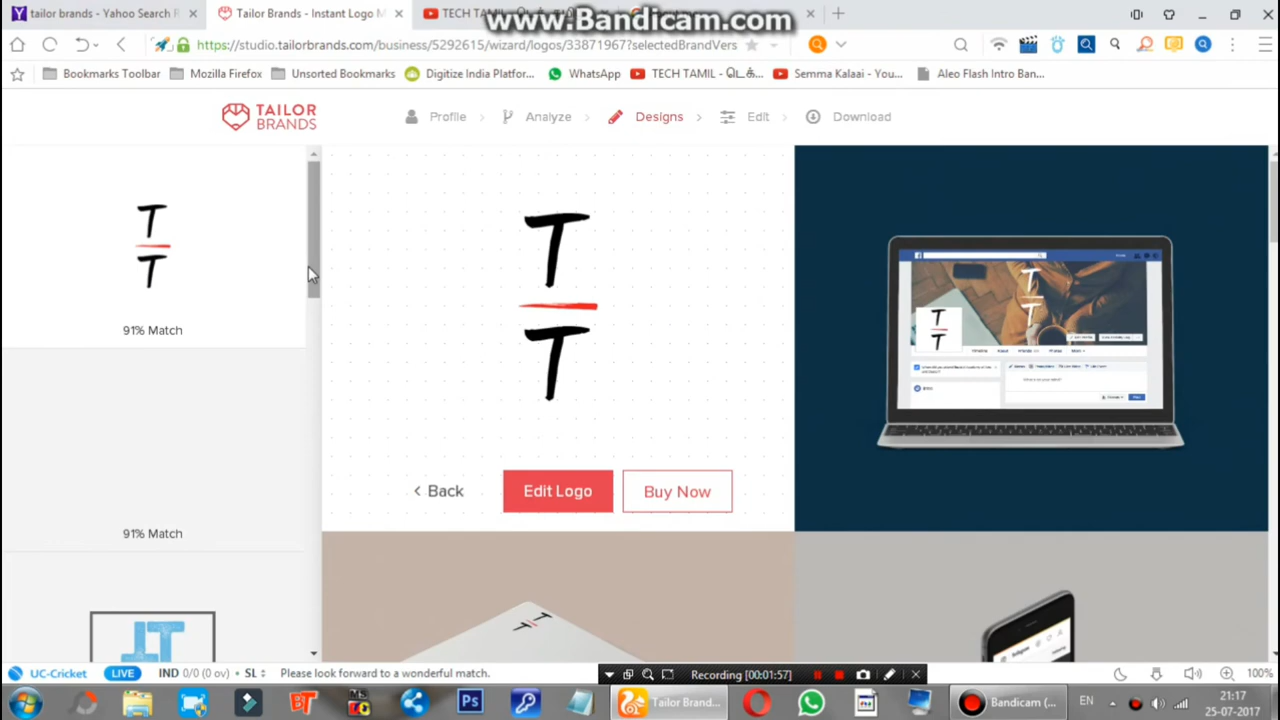 www.Bandicam.com
tailor brands - Yahoo Search R
Tailor Brands - Instant Logo M
TECH TAMIL - டெக்
https://studio.tailorbrands.com/business/5292615/wizard/logos/33871967?selectedBrandVers
Bookmarks Toolbar
Mozilla Firefox
Unsorted Bookmarks
Digitize India Platfor...
WhatsApp
TECH TAMIL - டெக்...
Semma Kalaai - You...
Aleo Flash Intro Ban...
TAILOR
BRANDS
Profile
Analyze
Designs
Edit
Download
T
T
91% Match
91% Match
T
T
Back
Edit Logo
Buy Now
T
T
T
T
T
T
UC-Cricket
LIVE
IND 0/0 (0 ov)
SL
Please look forward to a wonderful match.
Recording [00:01:57]
100%
Ps
Tailor Brand...
Bandicam (...
EN
21:17
25-07-2017